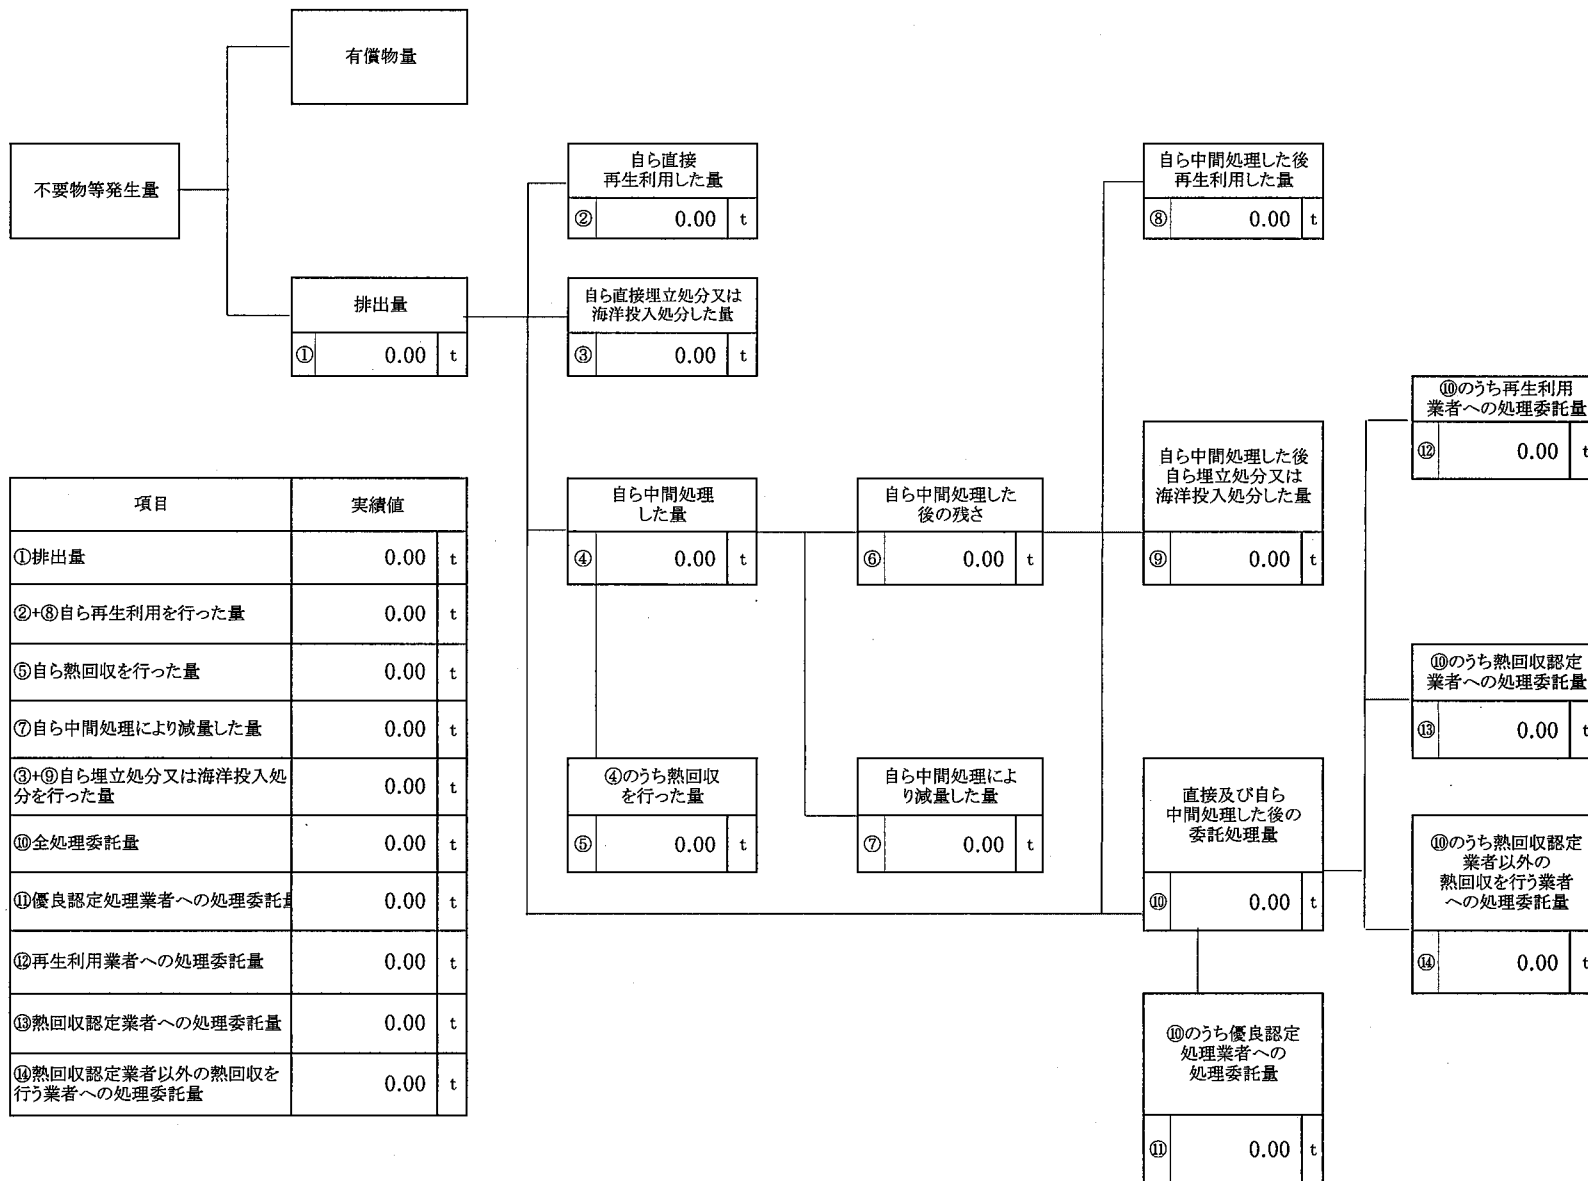 有償物量
不要物等発生量
排出量
① 0.00 t
自ら直接
再生利用した量
② 0.00 t
自ら直接埋立処分又は
海洋投入処分した量
③ 0.00 t
自ら中間処理
した量
④ 0.00 t
④のうち熱回収
を行った量
⑤ 0.00 t
自ら中間処理した
後の残さ
⑥ 0.00 t
自ら中間処理によ
り減量した量
⑦ 0.00 t
自ら中間処理した後
再生利用した量
⑧ 0.00 t
自ら中間処理した後
自ら埋立処分又は
海洋投入処分した量
⑨ 0.00 t
直接及び自ら
中間処理した後の
委託処理量
⑩ 0.00 t
⑩のうち優良認定
処理業者への
処理委託量
⑪ 0.00 t
⑩のうち再生利用
業者への処理委託量
⑫ 0.00 t
⑩のうち熱回収認定
業者への処理委託量
⑬ 0.00 t
⑩のうち熱回収認定
業者以外の
熱回収を行う業者
への処理委託量
⑭ 0.00 t
項目 実績値
①排出量 0.00 t
②+⑧自ら再生利用を行った量 0.00 t
⑤自ら熱回収を行った量 0.00 t
⑦自ら中間処理により減量した量 0.00 t
③+⑨自ら埋立処分又は海洋投入処
分を行った量 0.00 t
⑩全処理委託量 0.00 t
⑪優良認定処理業者への処理委託量 0.00 t
⑫再生利用業者への処理委託量 0.00 t
⑬熱回収認定業者への処理委託量 0.00 t
⑭熱回収認定業者以外の熱回収を
行う業者への処理委託量 0.00 t